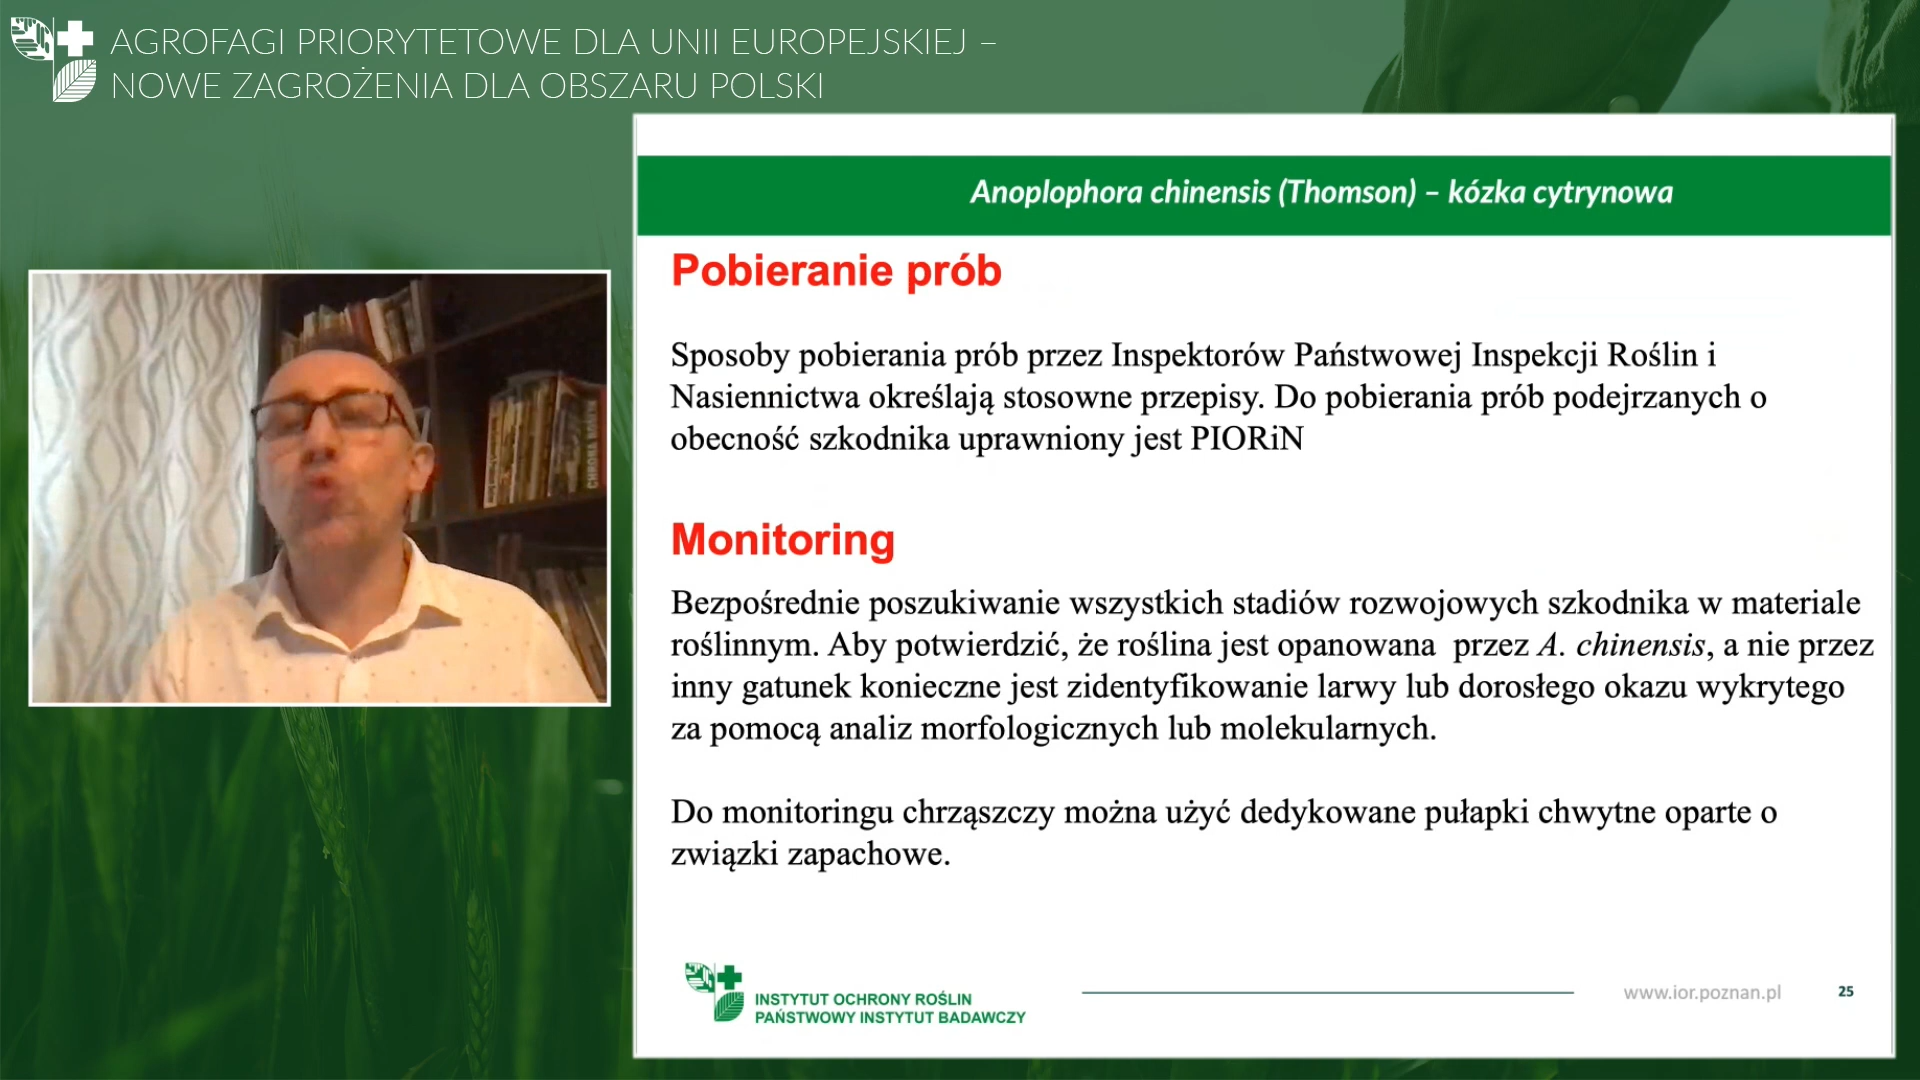 AGROFAGI PRIORYTETOWE DLA UNII EUROPEJSKIEJ –
NOWE ZAGROŻENIA DLA OBSZARU POLSKI
Anoplophora chinensis (Thomson) – kózka cytrynowa
Pobieranie prób
Sposoby pobierania prób przez Inspektorów Państwowej Inspekcji Roślin i
Nasiennictwa określają stosowne przepisy. Do pobierania prób podejrzanych o
obecność szkodnika uprawniony jest PIORiN
Monitoring
Bezpośrednie poszukiwanie wszystkich stadiów rozwojowych szkodnika w materiale
roślinnym. Aby potwierdzić, że roślina jest opanowana przez A. chinensis, a nie przez
inny gatunek konieczne jest zidentyfikowanie larwy lub dorosłego okazu wykrytego
za pomocą analiz morfologicznych lub molekularnych.
Do monitoringu chrząszczy można użyć dedykowane pułapki chwytne oparte o
związki zapachowe.
INSTYTUT OCHRONY ROŚLIN
PAŃSTWOWY INSTYTUT BADAWCZY
www.ior.poznan.pl
25